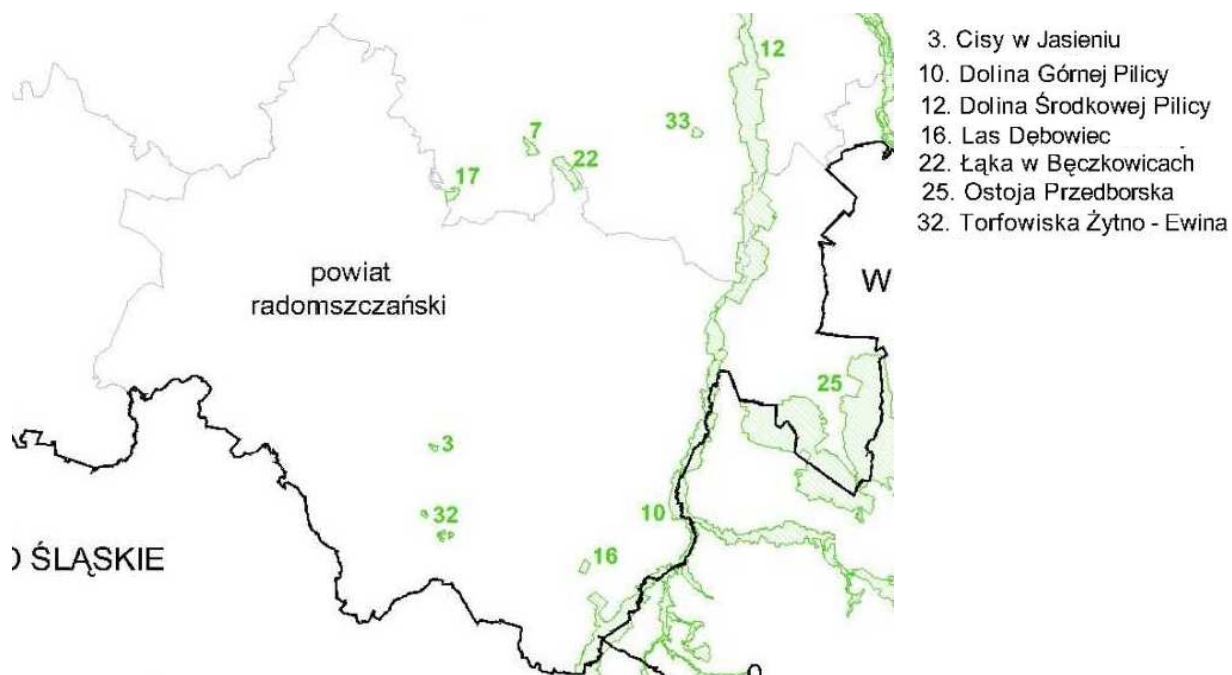 12
33
7
22
17
powiat
radomszczański
W
25
3
32
10
16
O ŚLĄSKIE
3. Cisy w Jasieniu
10. Dolina Górnej Pilicy
12. Dolina Środkowej Pilicy
16. Las Dębowiec
22. Łąka w Bęczkowicach
25. Ostoja Przedborska
32. Torfowiska Żytno - Ewina